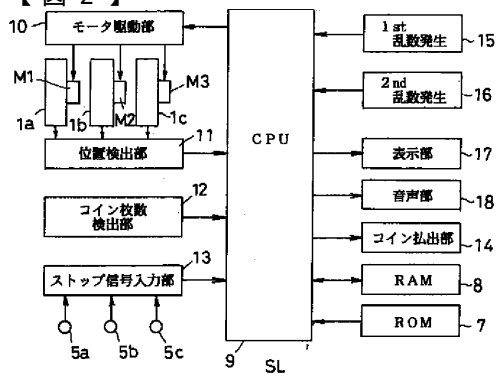 【図2】
10
モータ駆動部
M1
M2
M3
1a
1b
1c
11
位置検出部
12
コイン枚数
検出部
13
ストップ信号入力部
5a
5b
5c
CPU
9
SL
1st
乱数発生
15
2nd
乱数発生
16
表示部
17
音声部
18
コイン払出部
14
RAM
8
ROM
7